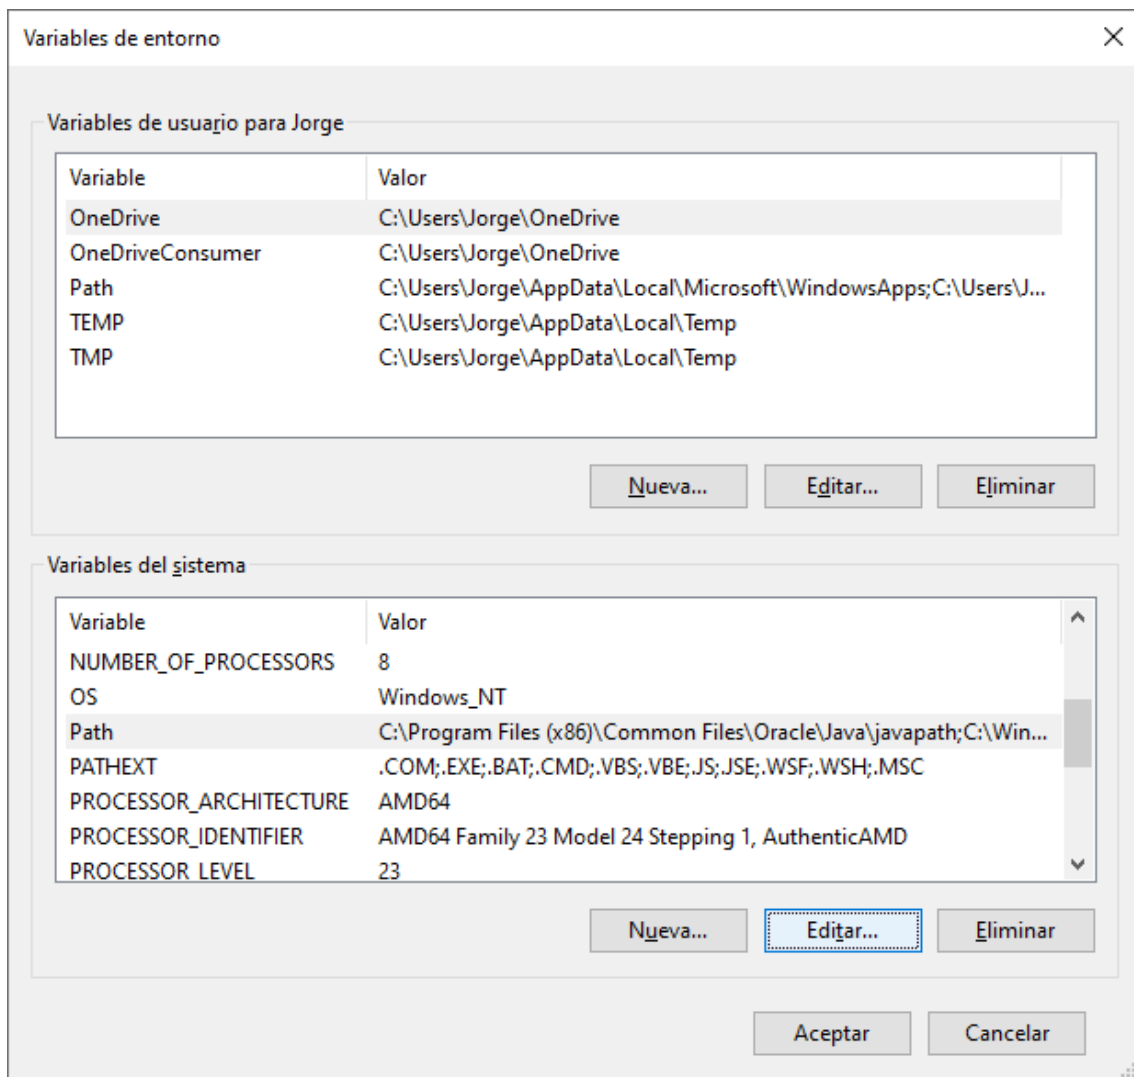 Variables de entorno
Variables de usuario para Jorge
Variable Valor
OneDrive C:\Users\Jorge\OneDrive
OneDriveConsumer C:\Users\Jorge\OneDrive
Path C:\Users\Jorge\AppData\Local\Microsoft\WindowsApps;C:\Users\J...
TEMP C:\Users\Jorge\AppData\Local\Temp
TMP C:\Users\Jorge\AppData\Local\Temp
Nueva... Editar... Eliminar
Variables del sistema
Variable Valor
NUMBER_OF_PROCESSORS 8
OS Windows_NT
Path C:\Program Files (x86)\Common Files\Oracle\Java\javapath;C:\Win...
PATHEXT .COM;.EXE;.BAT;.CMD;.VBS;.VBE;.JS;.JSE;.WSF;.WSH;.MSC
PROCESSOR_ARCHITECTURE AMD64
PROCESSOR_IDENTIFIER AMD64 Family 23 Model 24 Stepping 1, AuthenticAMD
PROCESSOR_LEVEL 23
Nueva... Editar... Eliminar
Aceptar Cancelar